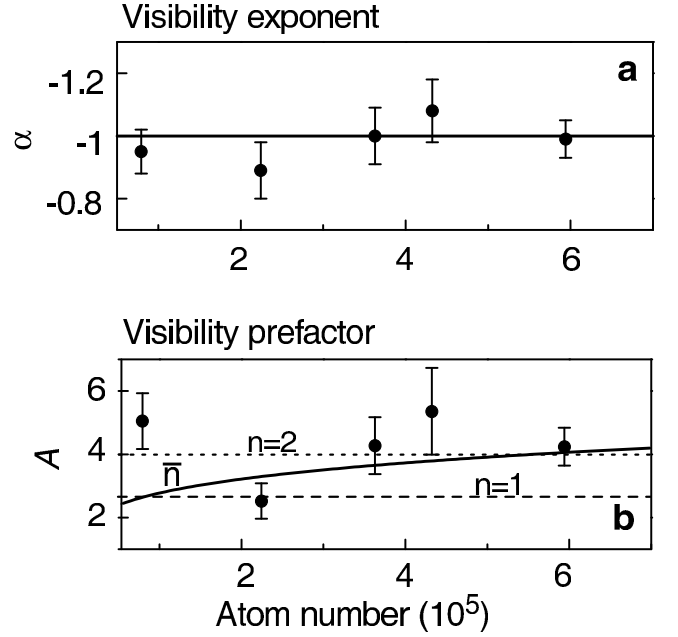 Visibility exponent
a
-1.2
α
-1
-0.8
2 4 6
Visibility prefactor
6
n=2
A
4
n̅
n=1
2
b
2 4 6
Atom number (10⁵)